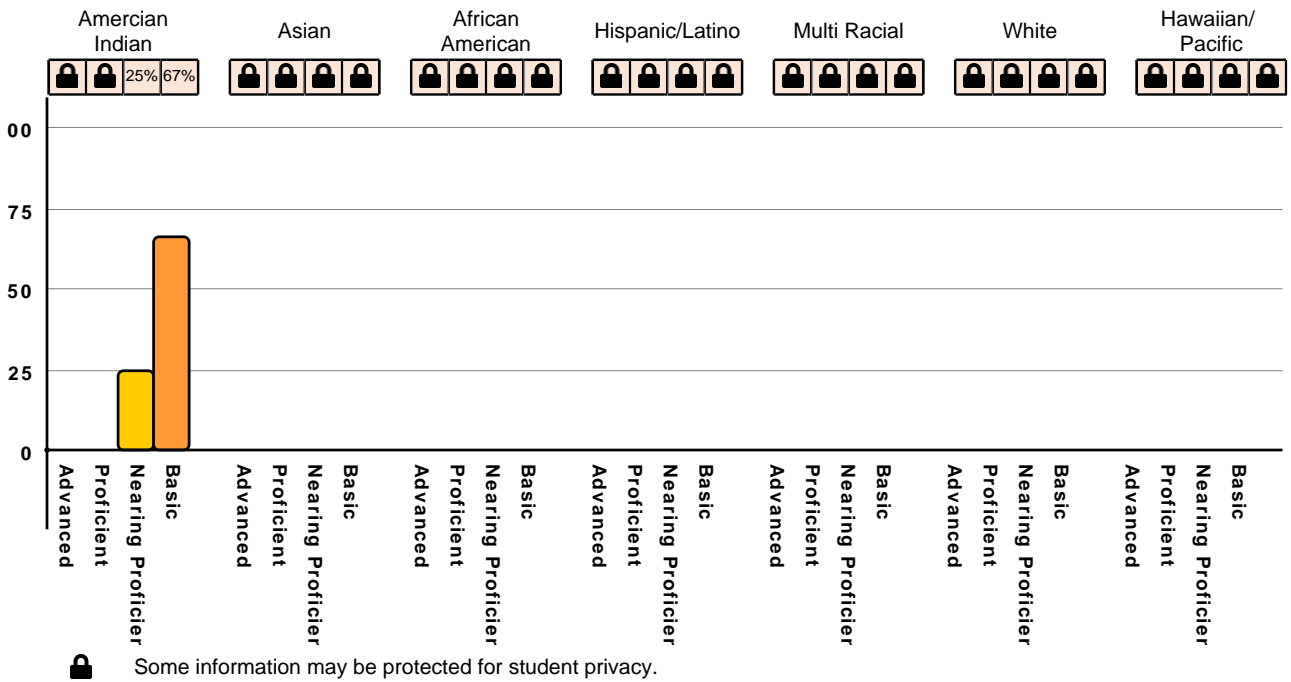 Amercian
Indian
Asian
African
American
Hispanic/Latino
Multi Racial
White
Hawaiian/
Pacific
25% 67%
00
75
50
25
0
Advanced
Proficient
Nearing Proficier
Basic
Advanced
Proficient
Nearing Proficier
Basic
Advanced
Proficient
Nearing Proficier
Basic
Advanced
Proficient
Nearing Proficier
Basic
Advanced
Proficient
Nearing Proficier
Basic
Advanced
Proficient
Nearing Proficier
Basic
Advanced
Proficient
Nearing Proficier
Basic
Some information may be protected for student privacy.